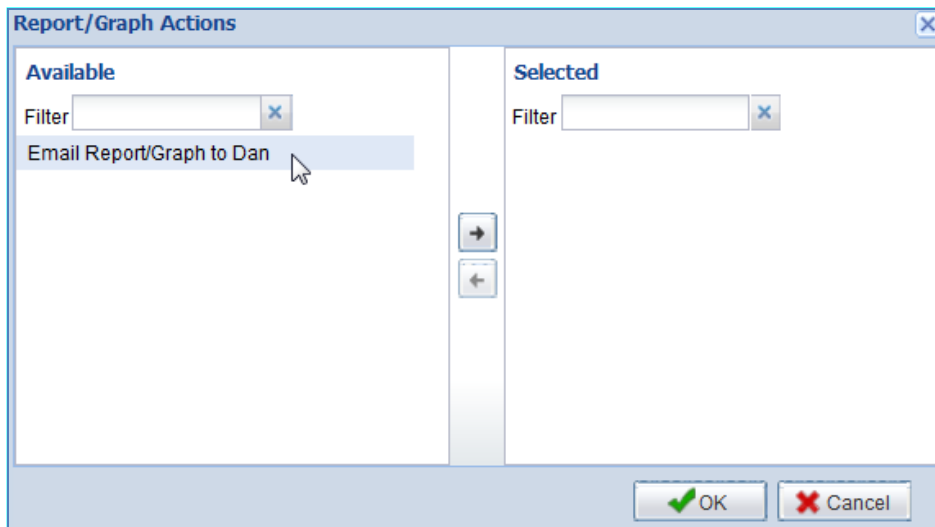 Report/Graph Actions
Available
Filter
Email Report/Graph to Dan
Selected
Filter
OK
Cancel